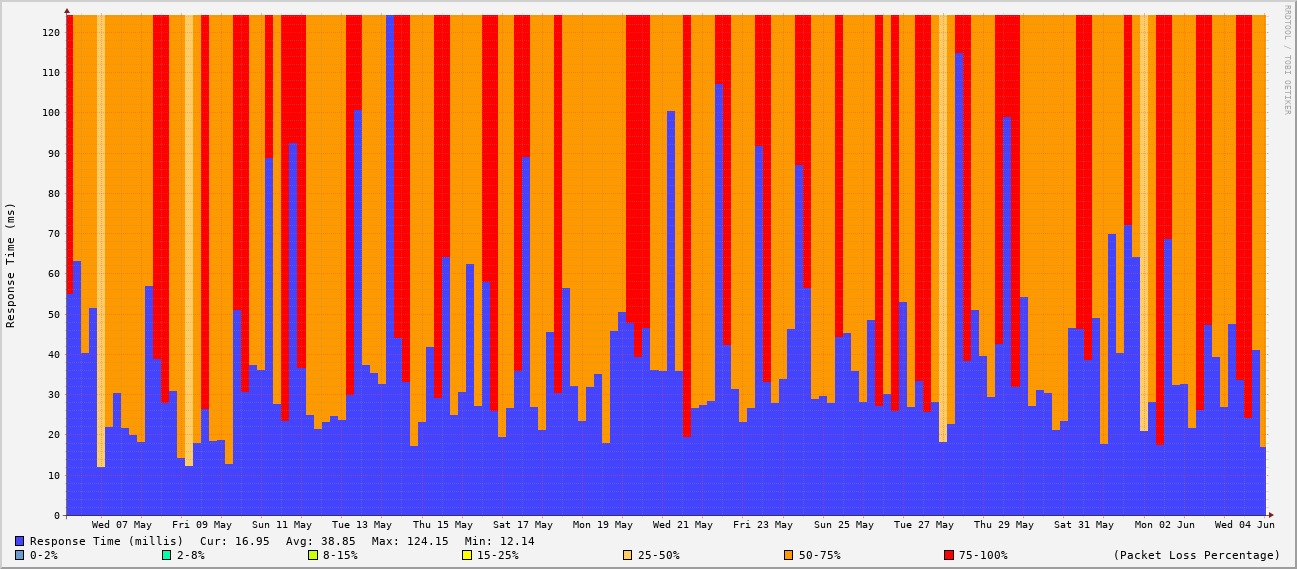 RRDTOOL / TOBI OETIKER
Response Time (ms)
120
110
100
90
80
70
60
50
40
30
20
10
0
Wed 07 May Fri 09 May Sun 11 May Tue 13 May Thu 15 May Sat 17 May Mon 19 May Wed 21 May Fri 23 May Sun 25 May Tue 27 May Thu 29 May Sat 31 May Mon 02 Jun Wed 04 Jun
Response Time (millis) Cur: 16.95 Avg: 38.85 Max: 124.15 Min: 12.14
0-2% 2-8% 8-15% 15-25% 25-50% 50-75% 75-100% (Packet Loss Percentage)